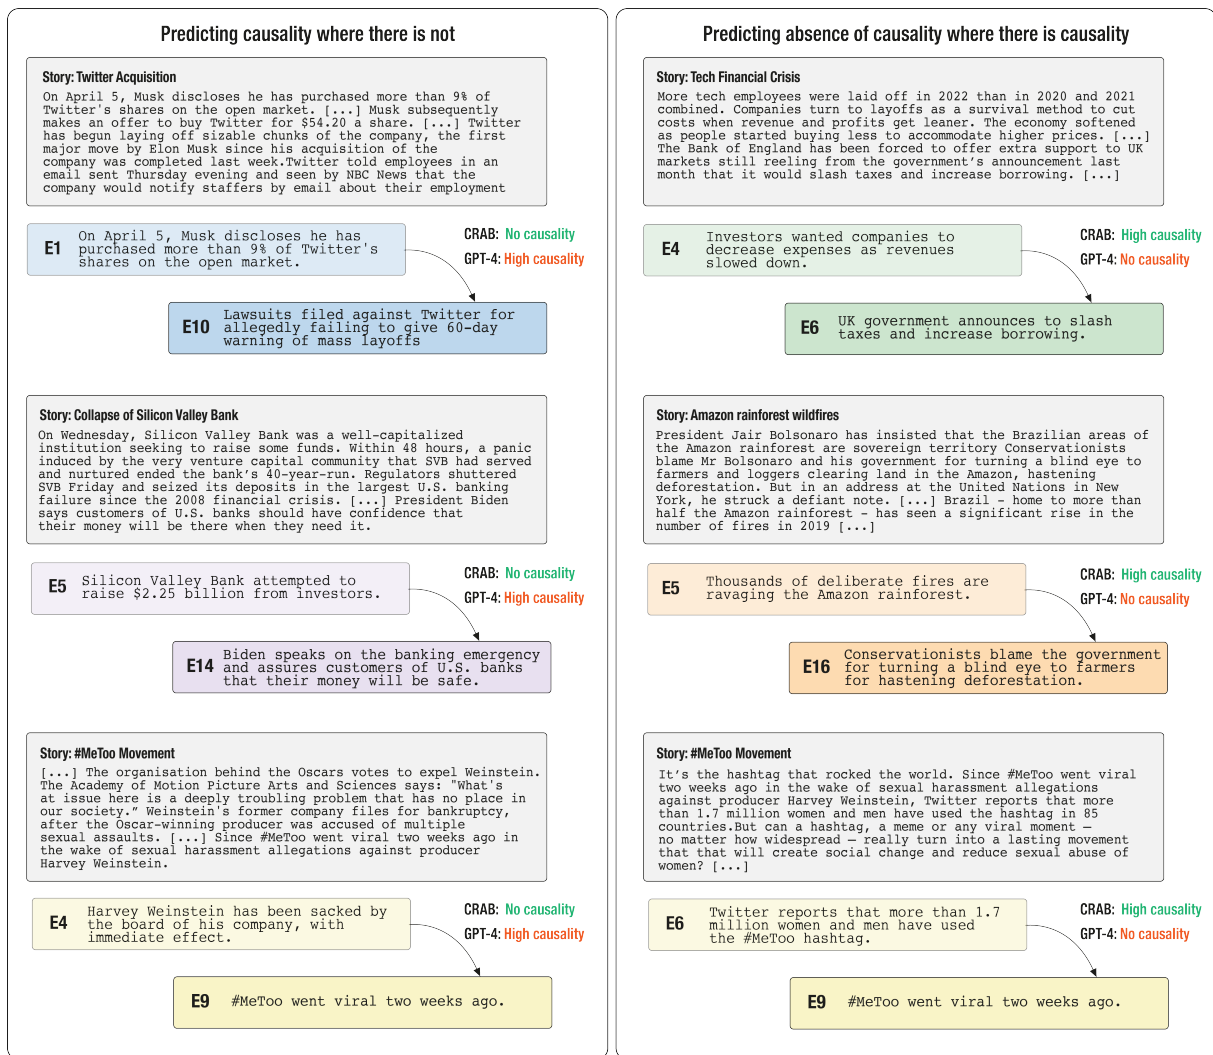 Predicting causality where there is not
Story: Twitter Acquisition
On April 5, Musk discloses he has purchased more than 9% of
Twitter's shares on the open market. [...] Musk subsequently
makes an offer to buy Twitter for $54.20 a share. [...] Twitter
has begun laying off sizable chunks of the company, the first
major move by Elon Musk since his acquisition of the
company was completed last week.Twitter told employees in an
email sent Thursday evening and seen by NBC News that the
company would notify staffers by email about their employment
E1
On April 5, Musk discloses he has
purchased more than 9% of Twitter's
shares on the open market.
CRAB: No causality
GPT-4: High causality
E10
Lawsuits filed against Twitter for
allegedly failing to give 60-day
warning of mass layoffs
Story: Collapse of Silicon Valley Bank
On Wednesday, Silicon Valley Bank was a well-capitalized
institution seeking to raise some funds. Within 48 hours, a panic
induced by the very venture capital community that SVB had served
and nurtured ended the bank's 40-year-run. Regulators shuttered
SVB Friday and seized its deposits in the largest U.S. banking
failure since the 2008 financial crisis. [...] President Biden
says customers of U.S. banks should have confidence that
their money will be there when they need it.
E5
Silicon Valley Bank attempted to
raise $2.25 billion from investors.
CRAB: No causality
GPT-4: High causality
E14
Biden speaks on the banking emergency
and assures customers of U.S. banks
that their money will be safe.
Story: #MeToo Movement
[...] The organisation behind the Oscars votes to expel Weinstein.
The Academy of Motion Picture Arts and Sciences says: "What's
at issue here is a deeply troubling problem that has no place in
our society.” Weinstein's former company files for bankruptcy,
after the Oscar-winning producer was accused of multiple
sexual assaults. [...] Since #MeToo went viral two weeks ago in
the wake of sexual harassment allegations against producer
Harvey Weinstein.
E4
Harvey Weinstein has been sacked by
the board of his company, with
immediate effect.
CRAB: No causality
GPT-4: High causality
E9
#MeToo went viral two weeks ago.
Predicting absence of causality where there is causality
Story: Tech Financial Crisis
More tech employees were laid off in 2022 than in 2020 and 2021
combined. Companies turn to layoffs as a survival method to cut
costs when revenue and profits get leaner. The economy softened
as people started buying less to accommodate higher prices. [...]
The Bank of England has been forced to offer extra support to UK
markets still reeling from the government’s announcement last
month that it would slash taxes and increase borrowing. [...]
E4
Investors wanted companies to
decrease expenses as revenues
slowed down.
CRAB: High causality
GPT-4: No causality
E6
UK government announces to slash
taxes and increase borrowing.
Story: Amazon rainforest wildfires
President Jair Bolsonaro has insisted that the Brazilian areas of
the Amazon rainforest are sovereign territory Conservationists
blame Mr Bolsonaro and his government for turning a blind eye to
farmers and loggers clearing land in the Amazon, hastening
deforestation. But in an address at the United Nations in New
York, he struck a defiant note. [...] Brazil – home to more than
half the Amazon rainforest – has seen a significant rise in the
number of fires in 2019 [...]
E5
Thousands of deliberate fires are
ravaging the Amazon rainforest.
CRAB: High causality
GPT-4: No causality
E16
Conservationists blame the government
for turning a blind eye to farmers
for hastening deforestation.
Story: #MeToo Movement
It’s the hashtag that rocked the world. Since #MeToo went viral
two weeks ago in the wake of sexual harassment allegations
against producer Harvey Weinstein, Twitter reports that more
than 1.7 million women and men have used the hashtag in 85
countries.But can a hashtag, a meme or any viral moment —
no matter how widespread — really turn into a lasting movement
that that will create social change and reduce sexual abuse of
women? [...]
E6
Twitter reports that more than 1.7
million women and men have used
the #MeToo hashtag.
CRAB: High causality
GPT-4: No causality
E9
#MeToo went viral two weeks ago.